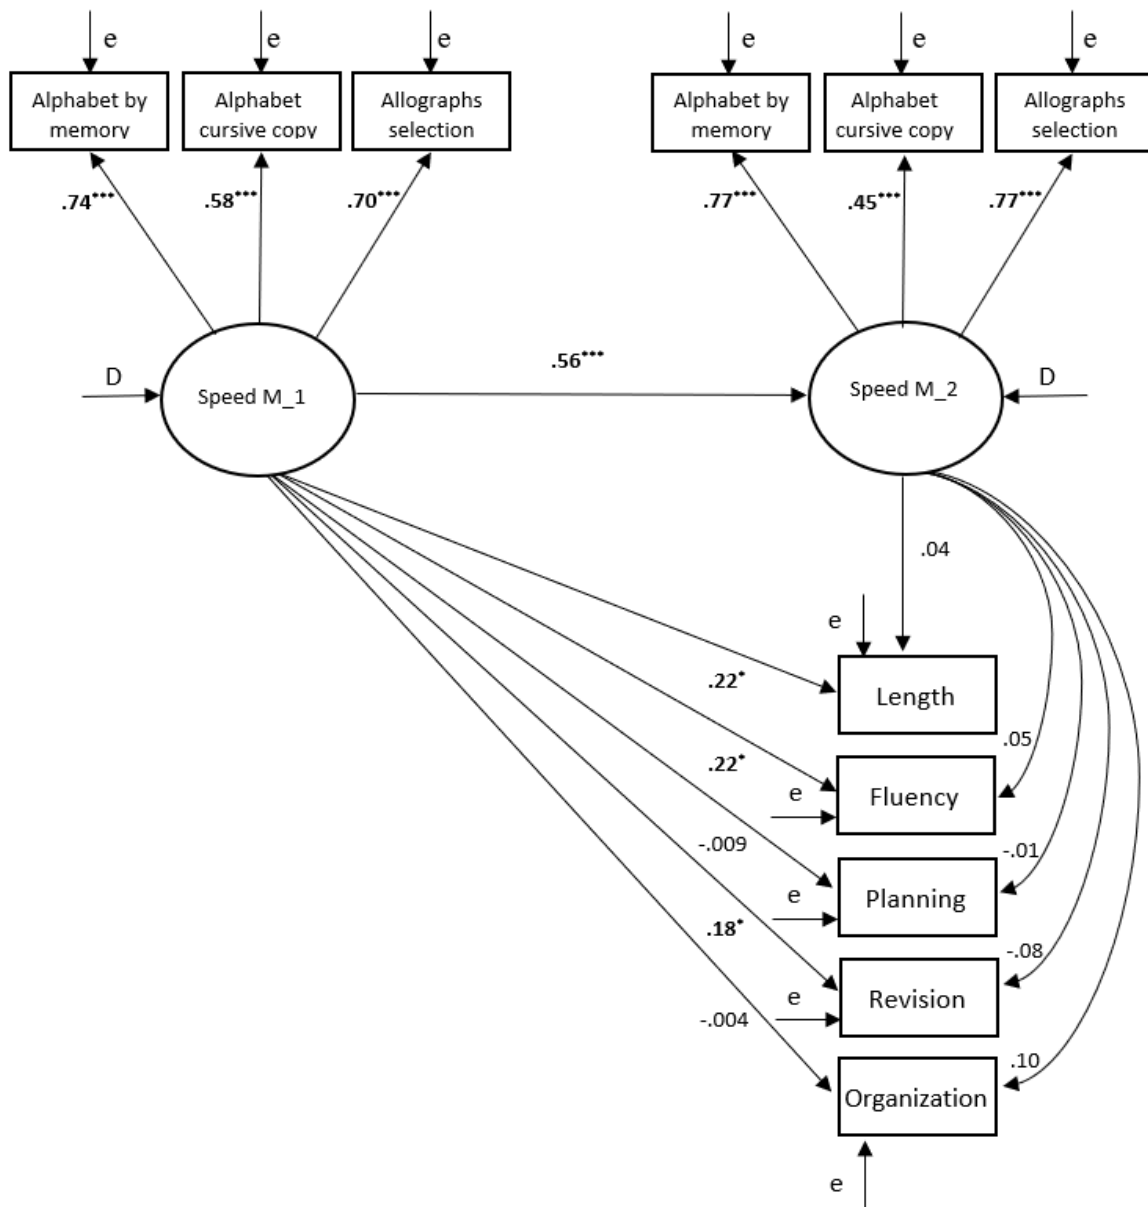 e
e
e
e
e
e
Alphabet by
memory
Alphabet
cursive copy
Allographs
selection
Alphabet by
memory
Alphabet
cursive copy
Allographs
selection
.74***
.58***
.70***
.77***
.45***
.77***
D
Speed M_1
.56***
Speed M_2
D
.04
e
Length
.22*
.05
.22*
e
Fluency
-.009
-.01
e
Planning
.18*
-.08
e
Revision
-.004
.10
Organization
e